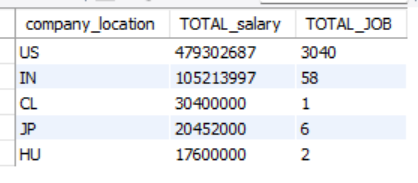 company_location TOTAL_salary TOTAL_JOB
US 479302687 3040
IN 105213997 58
CL 30400000 1
JP 20452000 6
HU 17600000 2